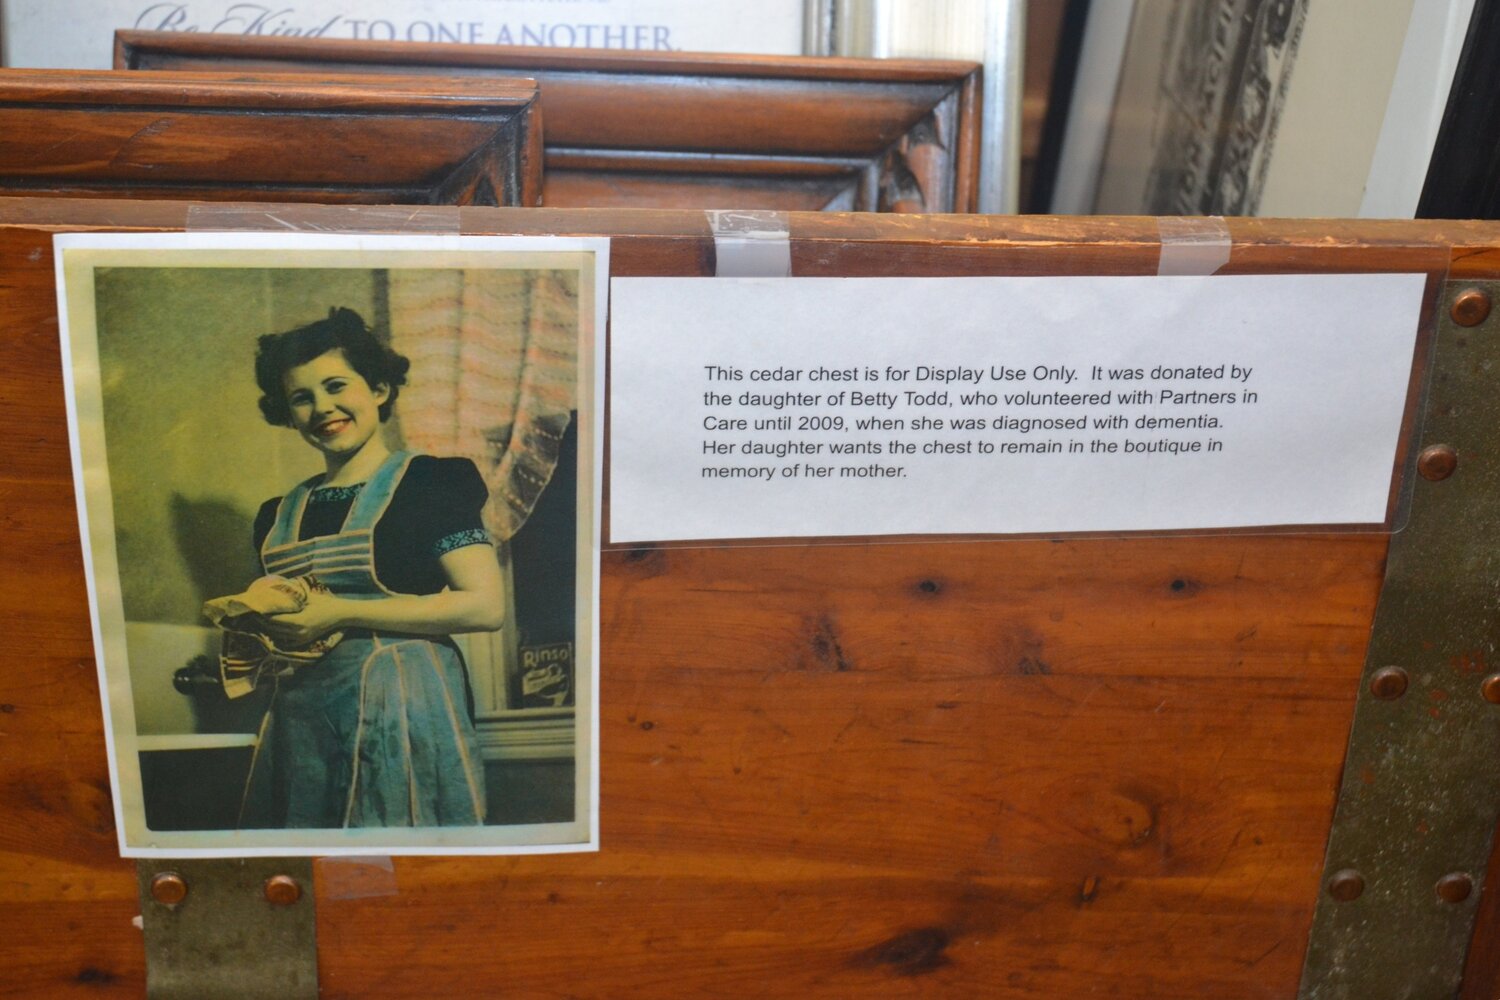 Be Kind TO ONE ANOTHER.
This cedar chest is for Display Use Only. It was donated by
the daughter of Betty Todd, who volunteered with Partners in
Care until 2009, when she was diagnosed with dementia.
Her daughter wants the chest to remain in the boutique in
memory of her mother.
Rinso